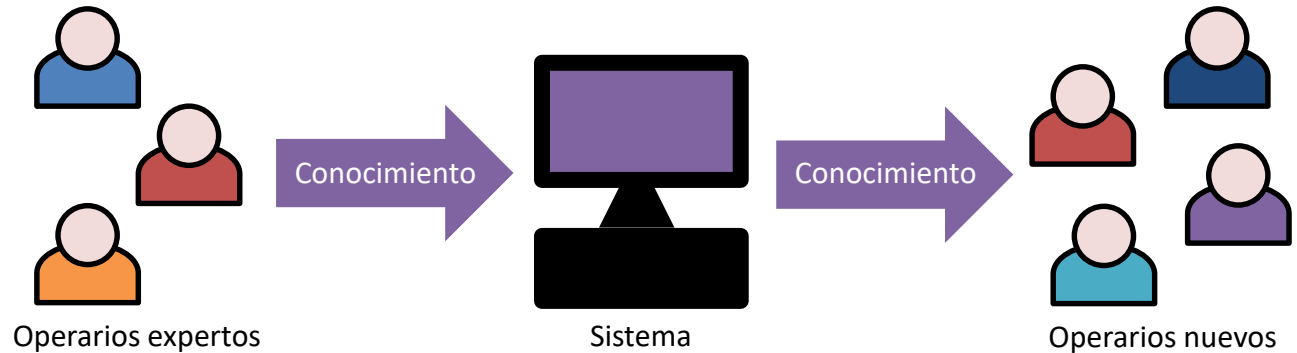 Conocimiento
Conocimiento
Operarios expertos
Sistema
Operarios nuevos